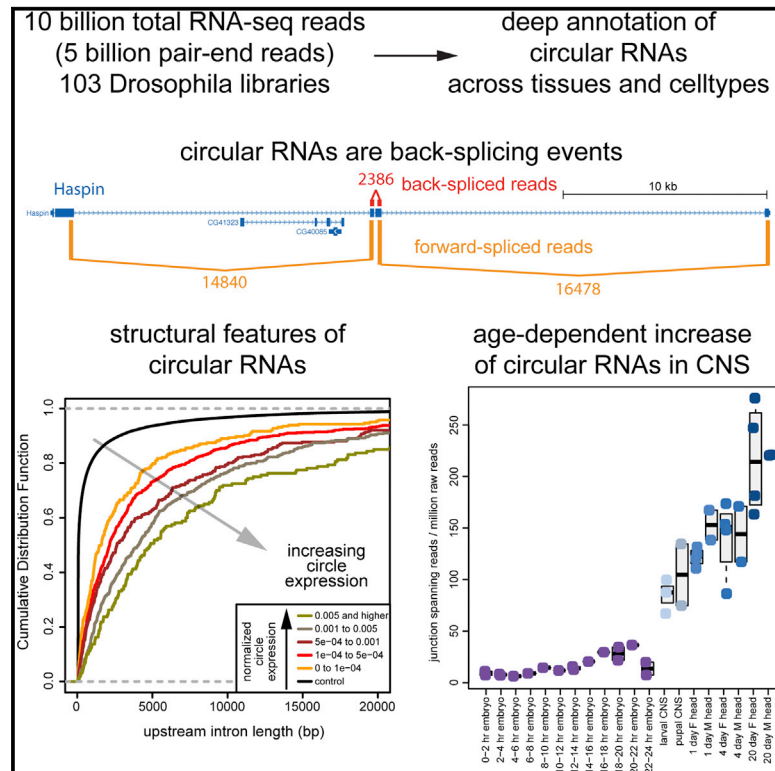 10 billion total RNA-seq reads
(5 billion pair-end reads)
103 Drosophila libraries
deep annotation of
circular RNAs
across tissues and celltypes
circular RNAs are back-splicing events
Haspin
2386
back-spliced reads
10 kb
Haspin
CG41323
CG40085
forward-spliced reads
14840
16478
structural features of
circular RNAs
Cumulative Distribution Function
1.0
0.8
0.6
0.4
0.2
0.0
increasing
circle
expression
normalized
circle
expression
0.005 and higher
0.001 to 0.005
5e−04 to 0.001
1e−04 to 5e−04
0 to 1e−04
control
0
5000
10000
15000
20000
upstream intron length (bp)
age-dependent increase
of circular RNAs in CNS
junction spanning reads / million raw reads
250
200
150
100
50
0
0−2 hr embryo
2−4 hr embryo
4−6 hr embryo
6−8 hr embryo
8−10 hr embryo
10−12 hr embryo
12−14 hr embryo
14−16 hr embryo
16−18 hr embryo
18−20 hr embryo
20−22 hr embryo
22−24 hr embryo
larval CNS
pupal CNS
1 day F head
1 day M head
4 day F head
4 day M head
20 day F head
20 day M head